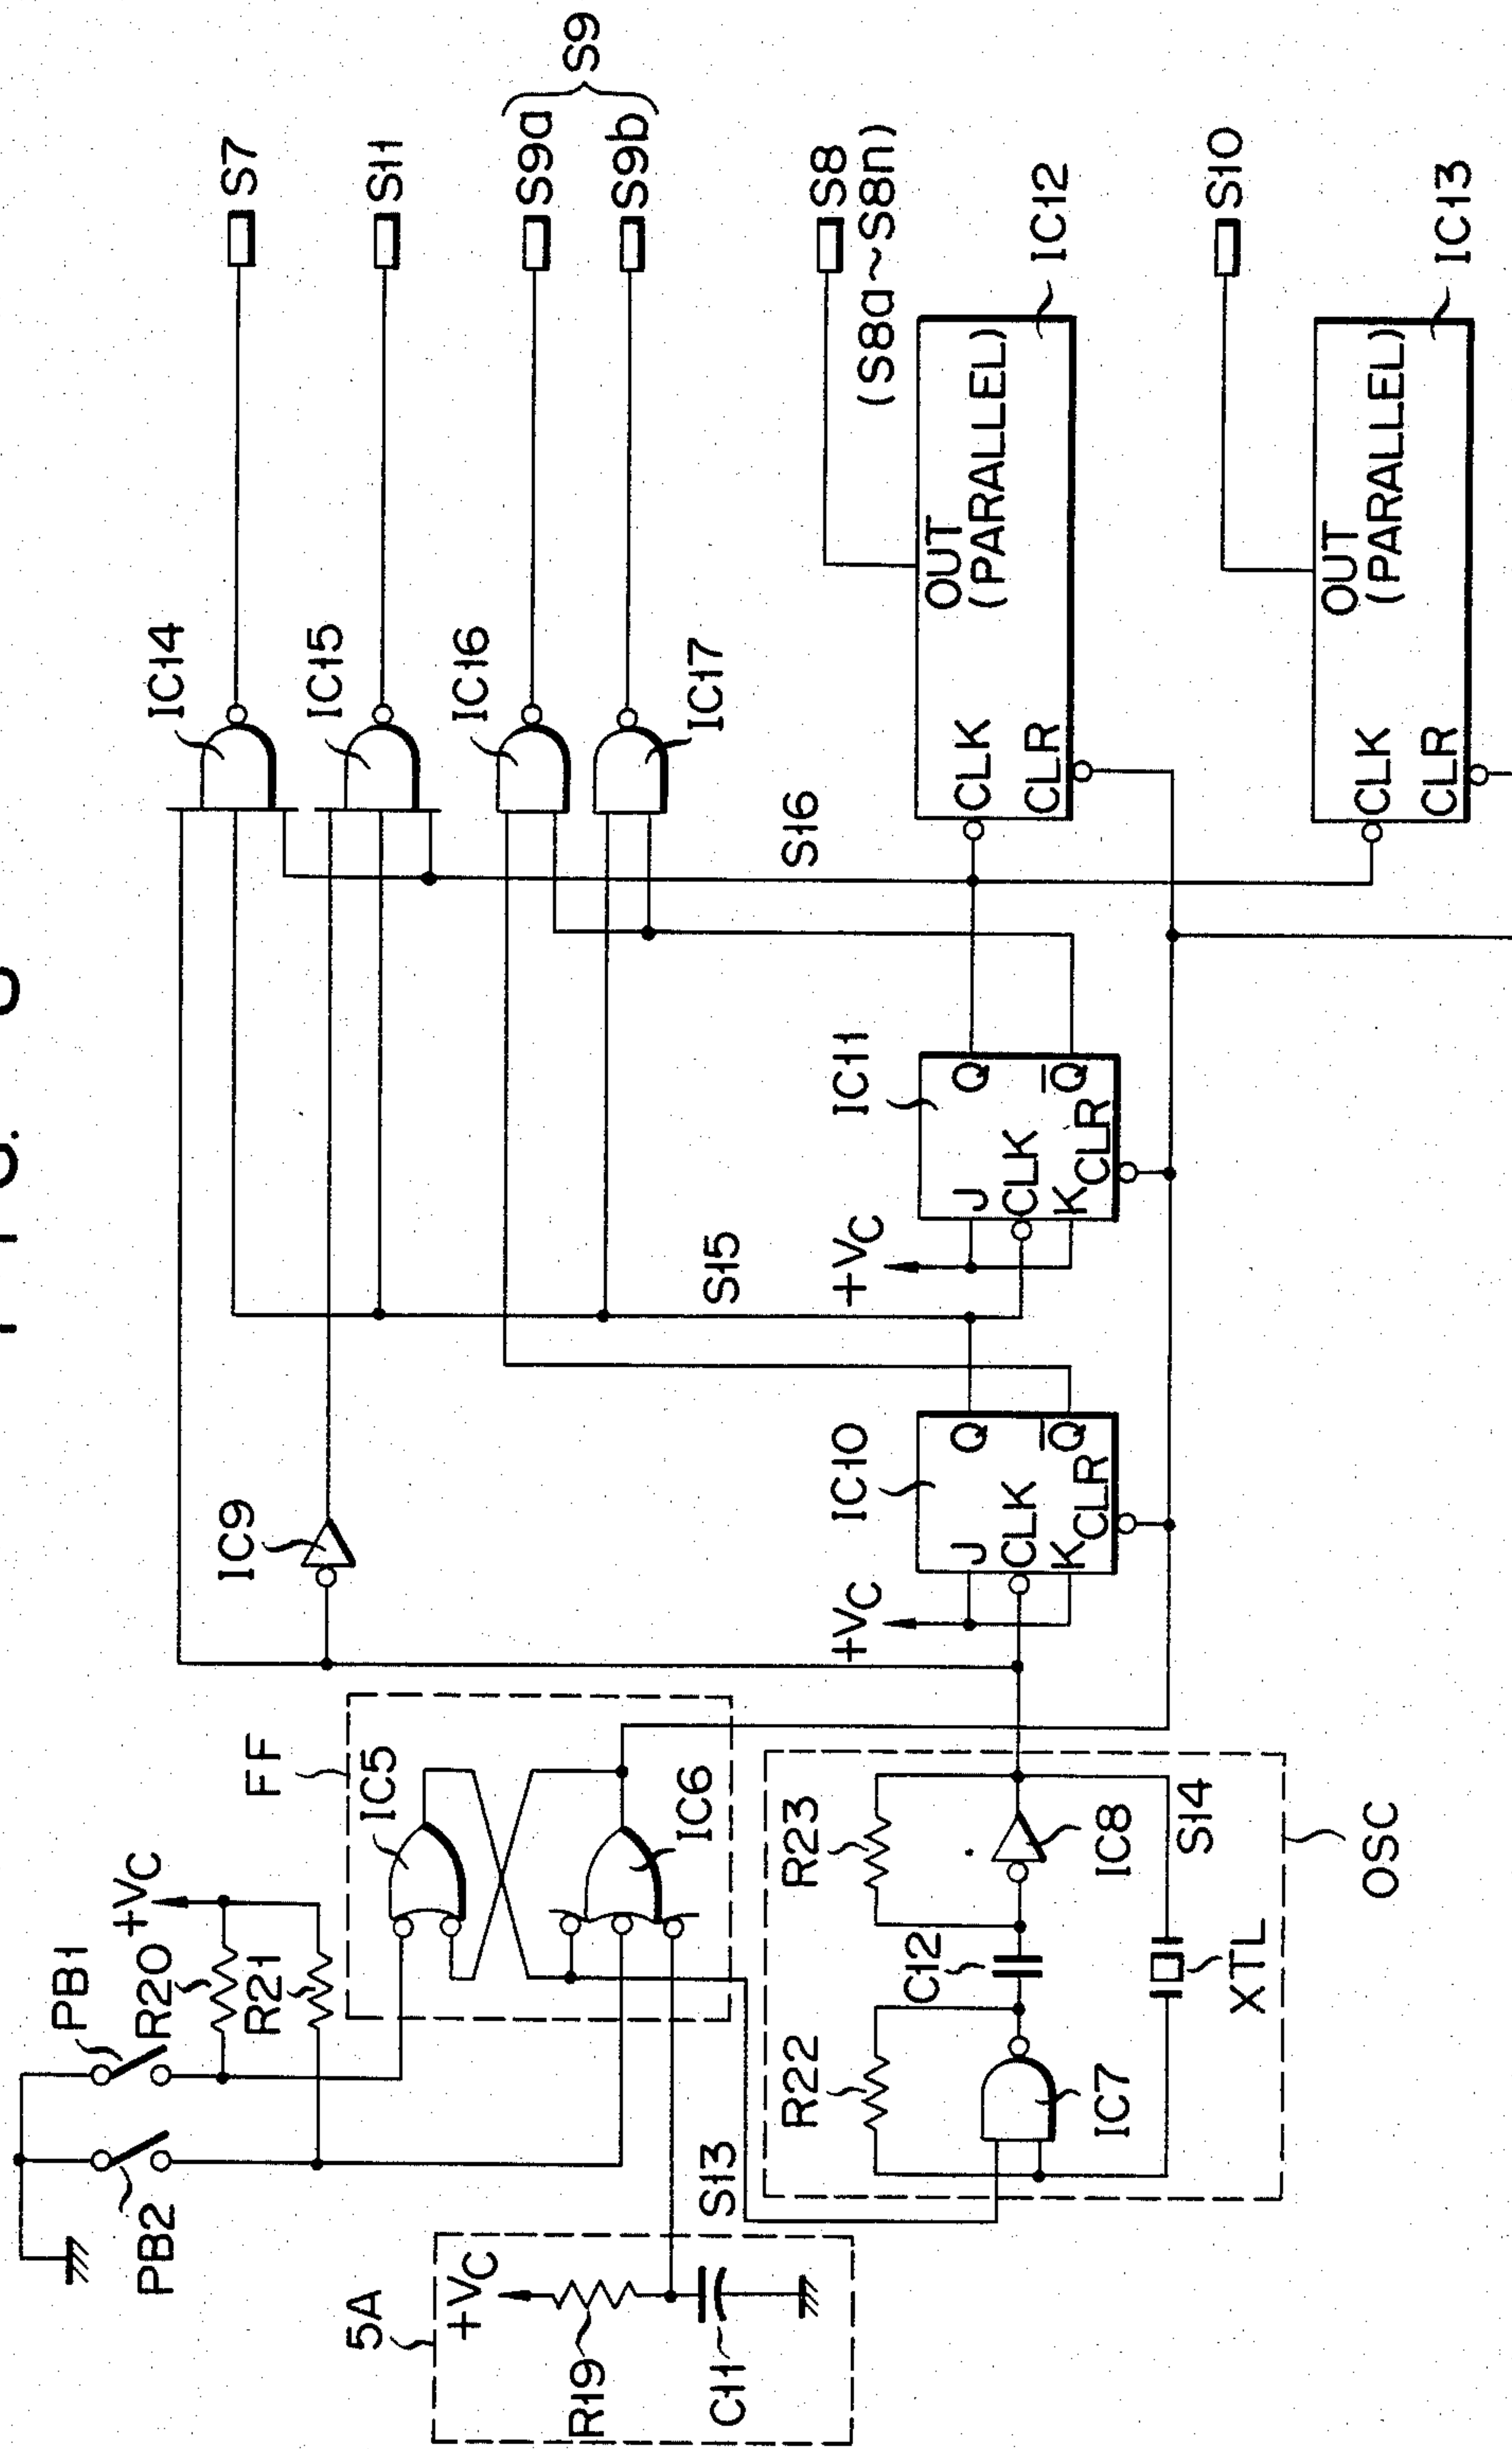 S7
S11
S9a
S9b
S9
S8
(S8a~S8n)
IC12
S10
IC13
IC14
IC15
IC16
IC17
OUT
(PARALLEL)
CLK
CLR
OUT
(PARALLEL)
CLK
CLR
S16
IC11
Q
Q̅
J
CLK
K
CLR
+VC
S15
IC10
Q
Q̅
J
CLK
K
CLR
+VC
IC9
FF
IC5
IC6
+VC
PB1
R20
R21
PB2
R23
IC8
S14
OSC
C12
XTL
R22
IC7
S13
5A
+VC
R19
C11